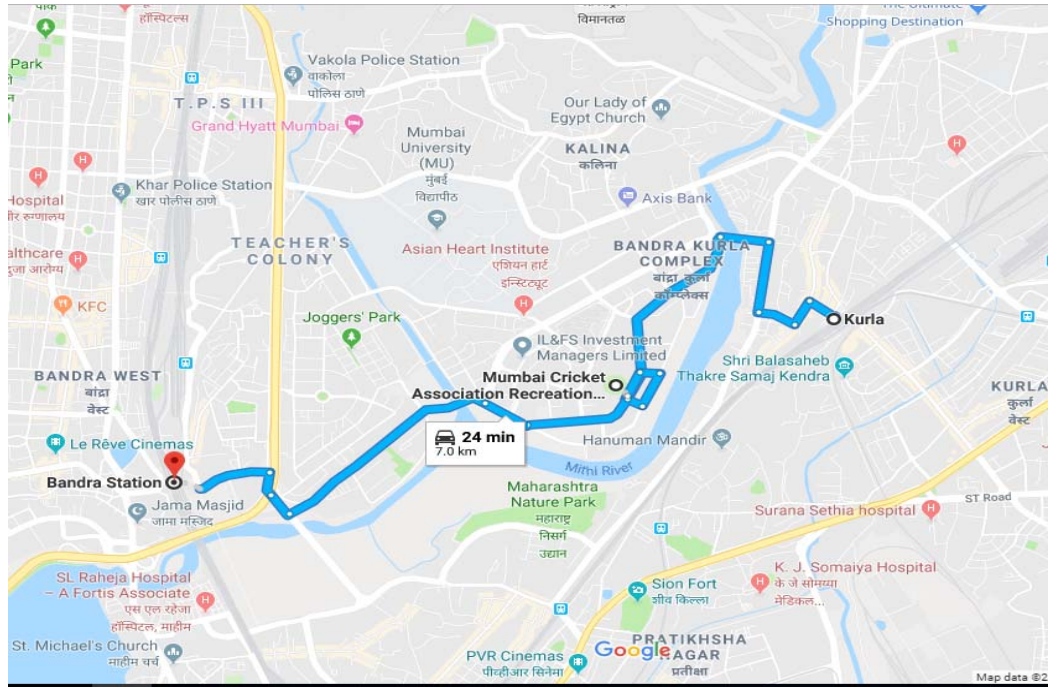 पार्क
हॉस्पिटल्स
विमानतळ
The Ultimate
Shopping Destination
Park
Vakola Police Station
वाकोला
पोलिस ठाणे
T.P.S III
Grand Hyatt Mumbai
Our Lady of
Egypt Church
Mumbai
University
(MU)
मुंबई
विद्यापीठ
KALINA
कलिना
Khar Police Station
खार पोलीस ठाणे
Hospital
Axis Bank
TEACHER'S
COLONY
Asian Heart Institute
एशियन हार्ट
इन्स्टिट्यूट
BANDRA KURLA
COMPLEX
बांद्रा कुर्ला
कॉम्प्लेक्स
althcare
KFC
Joggers' Park
Kurla
IL&FS Investment
Managers Limited
Shri Balasaheb
Thakre Samaj Kendra
BANDRA WEST
बांद्रा
वेस्ट
Mumbai Cricket
Association Recreation...
KURLA
कुर्ला
वेस्ट
24 min
7.0 km
Le Rêve Cinemas
Hanuman Mandir
Bandra Station
Mithi River
Jama Masjid
जामा मस्जिद
Maharashtra
Nature Park
महाराष्ट्र
निसर्ग
उद्यान
ST Road
Surana Sethia hospital
SL Raheja Hospital
– A Fortis Associate
एस एल रहेजा
हॉस्पिटल, माहीम
Sion Fort
शीव किल्ला
K. J. Somaiya Hospital
के जे सोमय्या
मेडिकल...
St. Michael's Church
माहीम चर्च
PVR Cinemas
पीव्हीआर सिनेमा
Google
PRATIKHSHA
NAGAR
प्रतीक्षा
Map data ©2